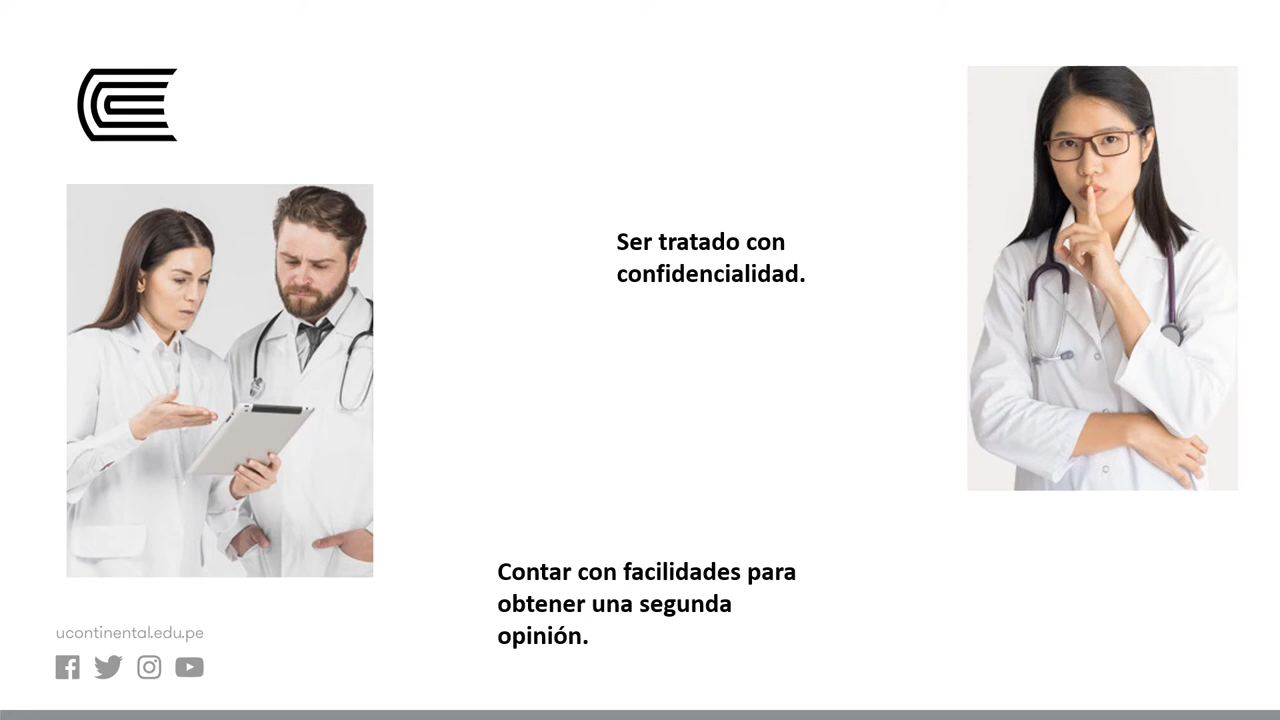 Ser tratado con
confidencialidad.
Contar con facilidades para
obtener una segunda
opinión.
ucontinental.edu.pe